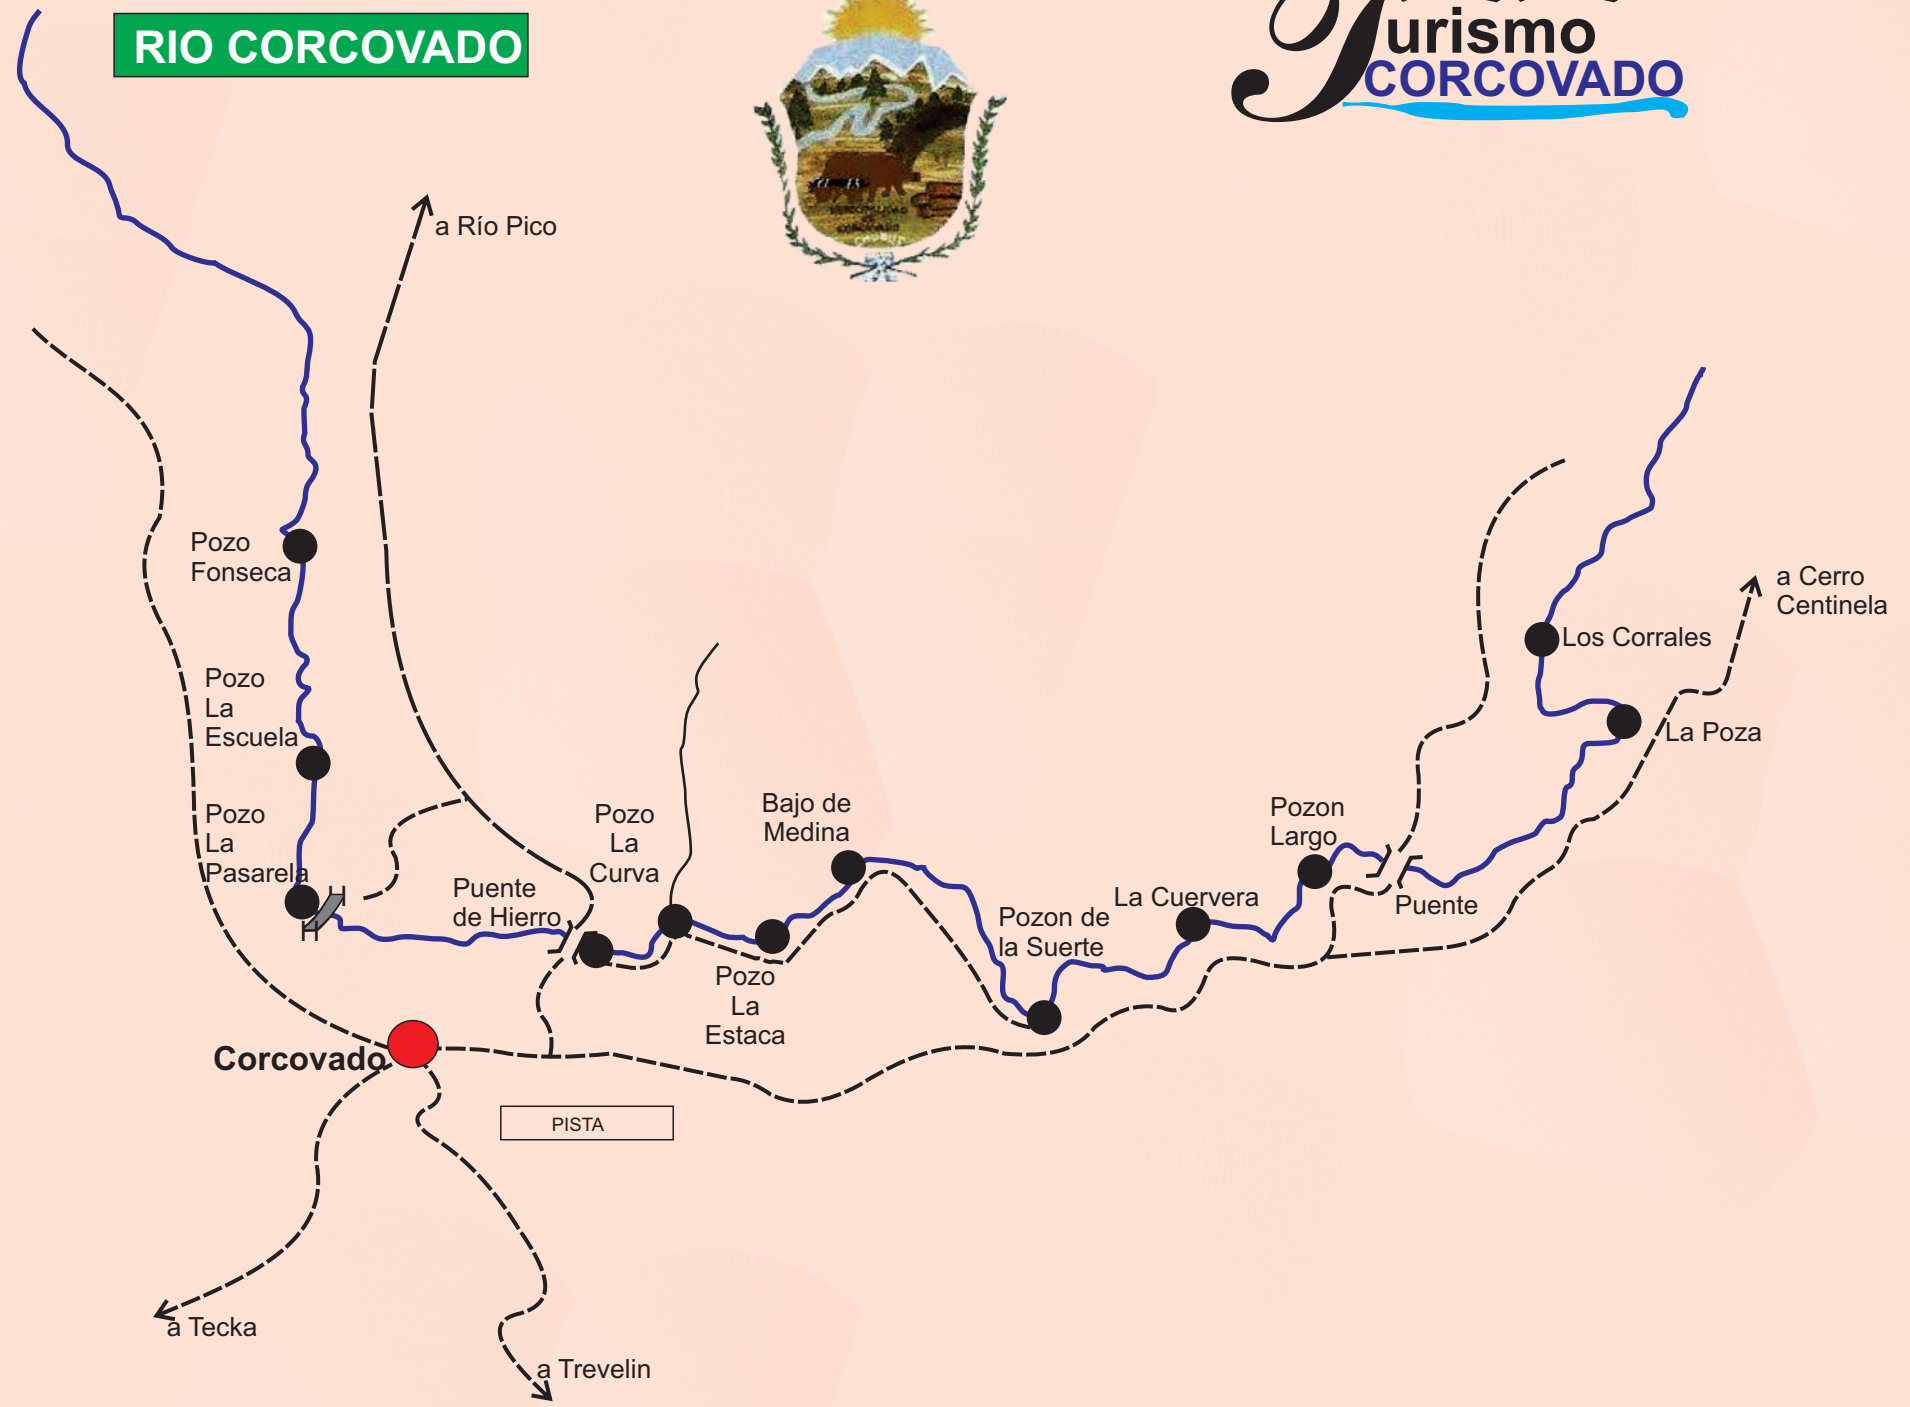 RIO CORCOVADO
Turismo
CORCOVADO
a Río Pico
Pozo
Fonseca
a Cerro
Centinela
Los Corrales
Pozo
La
Escuela
La Poza
Pozo
La
Pasarela
Pozo
La
Curva
Bajo de
Medina
Pozon
Largo
Puente
de Hierro
La Cuervera
Puente
Pozon de
la Suerte
Pozo
La
Estaca
Corcovado
PISTA
a Tecka
a Trevelin